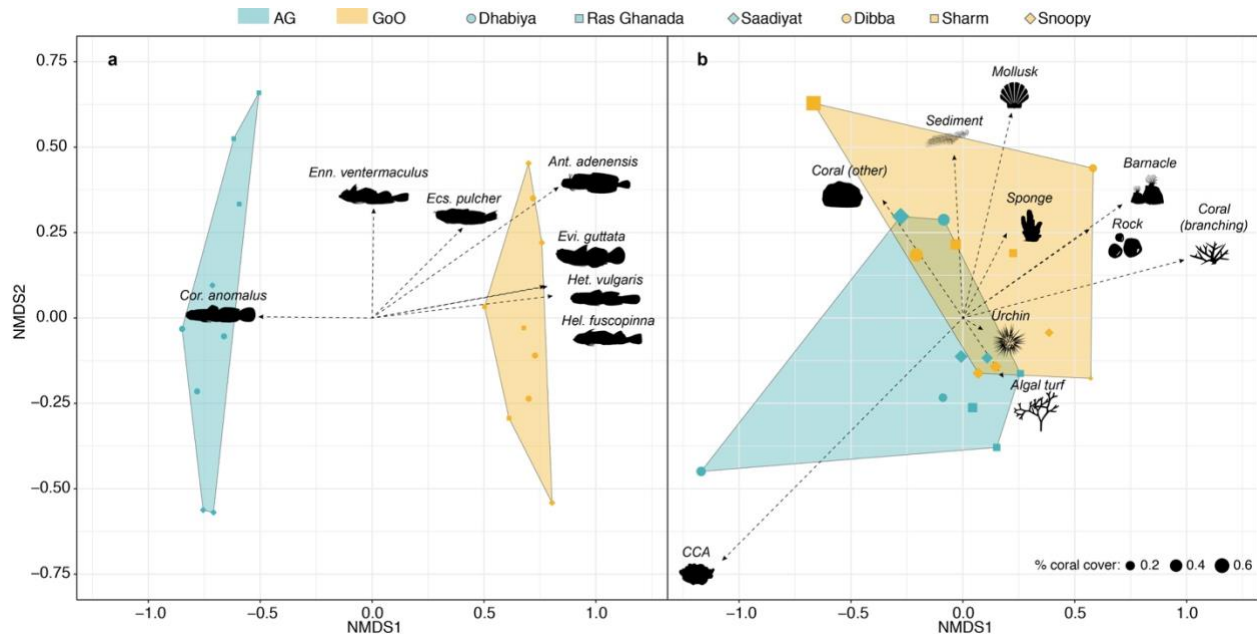 AG GoO Dhabiya Ras Ghanada Saadiyat Dibba Sharm Snoopy
a
0.75
0.50
0.25
0.00
−0.25
−0.50
−0.75
NMDS2
Enn. ventermaculus
Ecs. pulcher
Ant. adenensis
Evi. guttata
Het. vulgaris
Hel. fuscopinna
Cor. anomalus
−1.0 −0.5 0.0 0.5 1.0
NMDS1
b
Mollusk
Sediment
Coral (other)
Sponge
Barnacle
Rock
Coral
(branching)
Urchin
Algal turf
CCA
% coral cover: 0.2 0.4 0.6
−1.0 −0.5 0.0 0.5 1.0
NMDS1